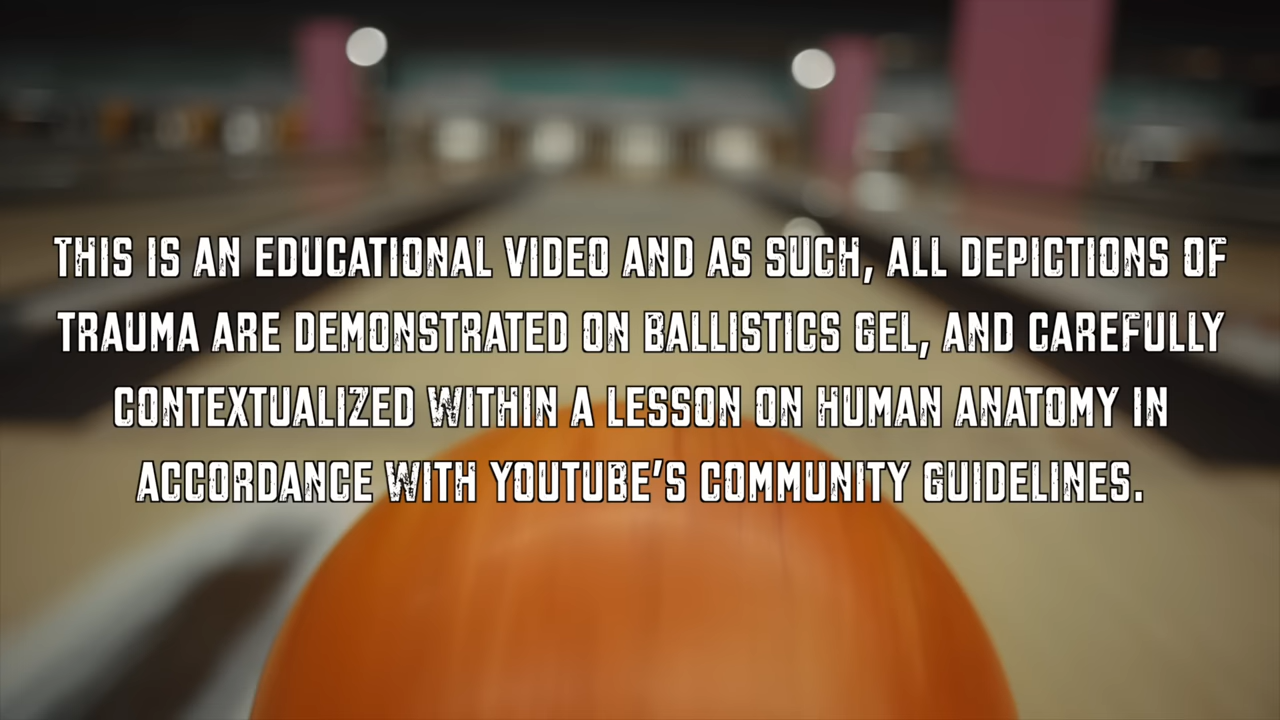 THIS IS AN EDUCATIONAL VIDEO AND AS SUCH, ALL DEPICTIONS OF
TRAUMA ARE DEMONSTRATED ON BALLISTICS GEL, AND CAREFULLY
CONTEXTUALIZED WITHIN A LESSON ON HUMAN ANATOMY IN
ACCORDANCE WITH YOUTUBE'S COMMUNITY GUIDELINES.